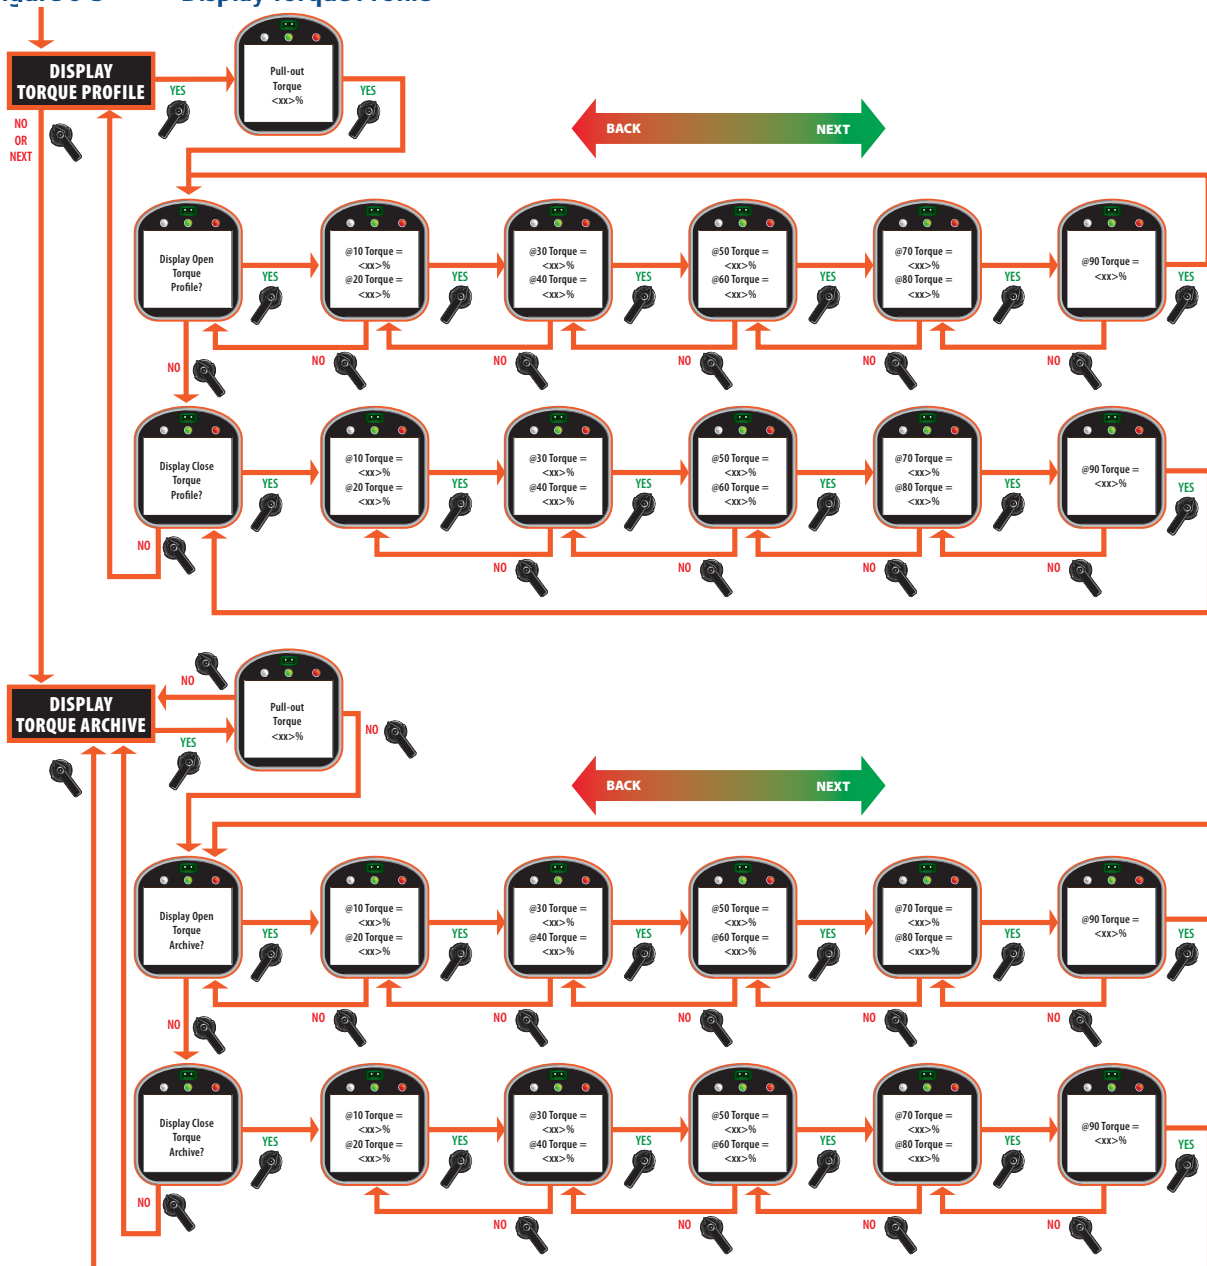 Display Torque Profile
DISPLAY
TORQUE PROFILE
YES
Pull-out
Torque
<xx>%
YES
NO
OR
NEXT
BACK NEXT
Display Open
Torque
Profile?
YES
@10 Torque =
<xx>%
@20 Torque =
<xx>%
YES
@30 Torque =
<xx>%
@40 Torque =
<xx>%
YES
@50 Torque =
<xx>%
@60 Torque =
<xx>%
YES
@70 Torque =
<xx>%
@80 Torque =
<xx>%
YES
@90 Torque =
<xx>%
YES
NO
NO
NO
NO
NO
NO
Display Close
Torque
Profile?
YES
@10 Torque =
<xx>%
@20 Torque =
<xx>%
YES
@30 Torque =
<xx>%
@40 Torque =
<xx>%
YES
@50 Torque =
<xx>%
@60 Torque =
<xx>%
YES
@70 Torque =
<xx>%
@80 Torque =
<xx>%
YES
@90 Torque =
<xx>%
YES
NO
NO
NO
NO
NO
DISPLAY
TORQUE ARCHIVE
NO
YES
Pull-out
Torque
<xx>%
NO
BACK NEXT
Display Open
Torque
Archive?
YES
@10 Torque =
<xx>%
@20 Torque =
<xx>%
YES
@30 Torque =
<xx>%
@40 Torque =
<xx>%
YES
@50 Torque =
<xx>%
@60 Torque =
<xx>%
YES
@70 Torque =
<xx>%
@80 Torque =
<xx>%
YES
@90 Torque =
<xx>%
YES
NO
NO
NO
NO
NO
NO
Display Close
Torque
Archive?
YES
@10 Torque =
<xx>%
@20 Torque =
<xx>%
YES
@30 Torque =
<xx>%
@40 Torque =
<xx>%
YES
@50 Torque =
<xx>%
@60 Torque =
<xx>%
YES
@70 Torque =
<xx>%
@80 Torque =
<xx>%
YES
@90 Torque =
<xx>%
YES
NO
NO
NO
NO
NO